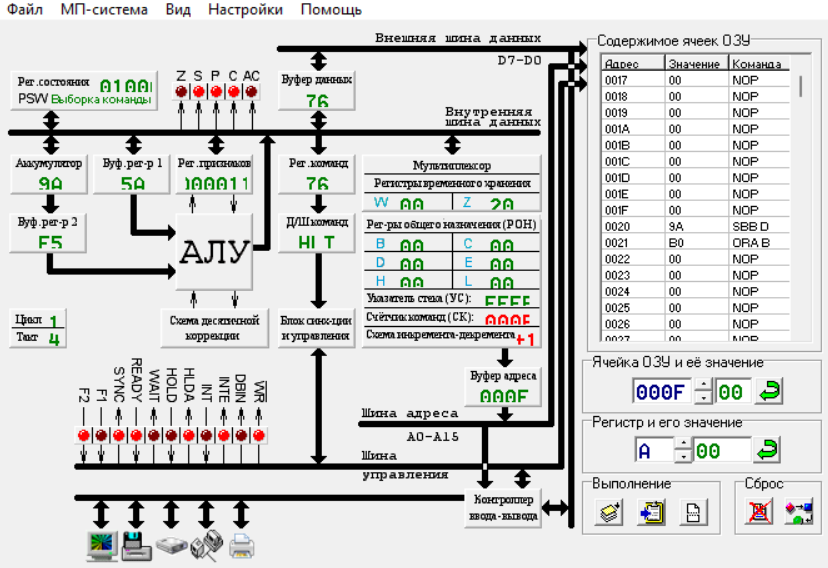 Файл МП-система Вид Настройки Помощь
Внешняя шина данных
D7-D0
Рег.состояния 0100
PSW Выборка команды
Z S P C AC
Буфер данных
76
Внутренняя
шина данных
Аккумулятор
9A
Буф.рег-р 1
5A
Рег.признаков
000011
Рег.команд
76
Мультиплексор
Регистры временного хранения
W 00 Z 20
Буф.рег-р 2
F5
АЛУ
Д/Ш команд
HLT
Рег-ры общего назначения (РОН)
B 00 C 00
D 00 E 00
H 00 L 00
Указатель стека (УС): FFFF
Счётчик команд (СК): 000F
Схема инкремента-декремента +1
Цикл 1
Такт 4
Схема десятичной
коррекции
Блок синх-ции
и управления
Буфер адреса
000F
F2 F1 SYNC READY WAIT HOLD HLDA INT INTE DBIN WR
Шина адреса
A0-A15
Шина
управления
Контроллер
ввода-вывода
Содержимое ячеек ОЗУ
Адрес Значение Команда
0017 00 NOP
0018 00 NOP
0019 00 NOP
001A 00 NOP
001B 00 NOP
001C 00 NOP
001D 00 NOP
001E 00 NOP
001F 00 NOP
0020 9A SBB D
0021 B0 ORA B
0022 00 NOP
0023 00 NOP
0024 00 NOP
0025 00 NOP
0026 00 NOP
0027 00 NOP
Ячейка ОЗУ и её значение
000F 00
Регистр и его значение
A 00
Выполнение
Сброс